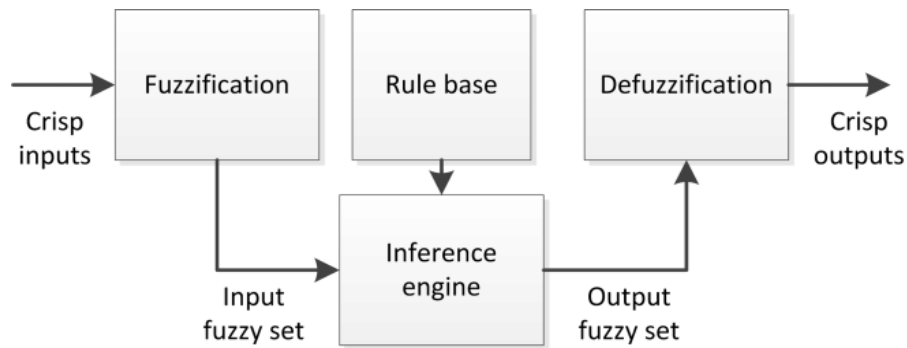 Fuzzification
Rule base
Defuzzification
Crisp
inputs
Crisp
outputs
Inference
engine
Input
fuzzy set
Output
fuzzy set